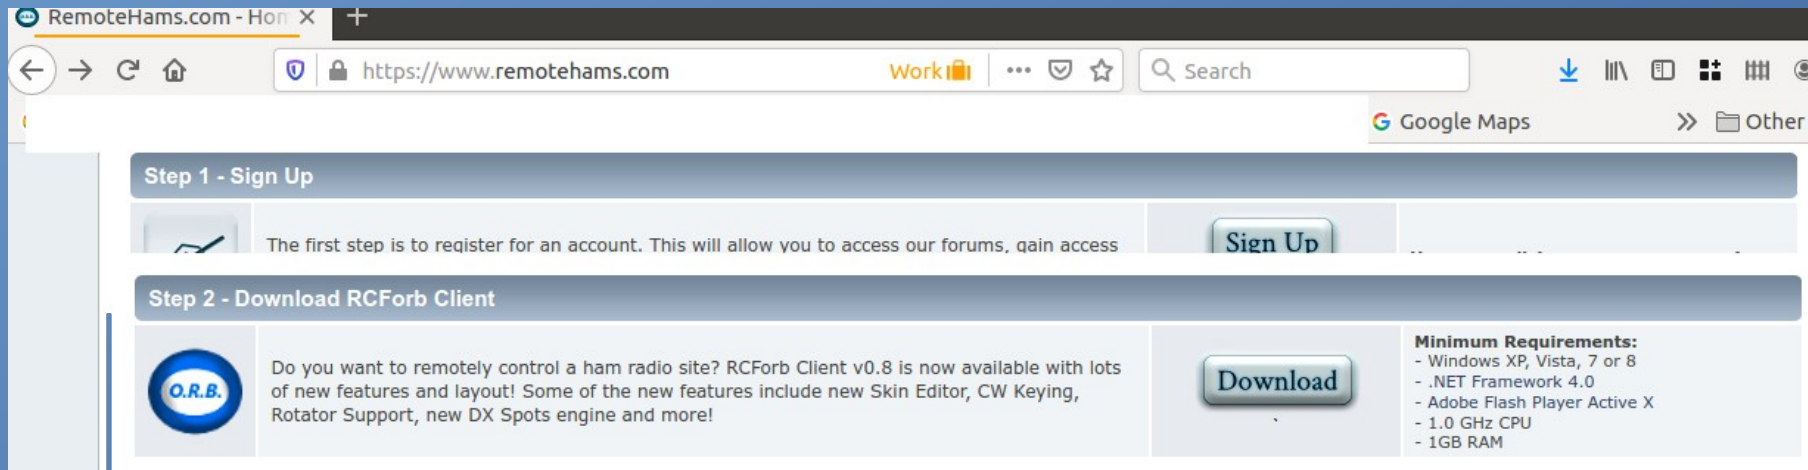 RemoteHams.com - Hom
https://www.remotehams.com
Work
Search
Google Maps
Other
Step 1 - Sign Up
The first step is to register for an account. This will allow you to access our forums, gain access
Sign Up
Step 2 - Download RCForb Client
O.R.B.
Do you want to remotely control a ham radio site? RCForb Client v0.8 is now available with lots
of new features and layout! Some of the new features include new Skin Editor, CW Keying,
Rotator Support, new DX Spots engine and more!
Download
Minimum Requirements:
- Windows XP, Vista, 7 or 8
- .NET Framework 4.0
- Adobe Flash Player Active X
- 1.0 GHz CPU
- 1GB RAM